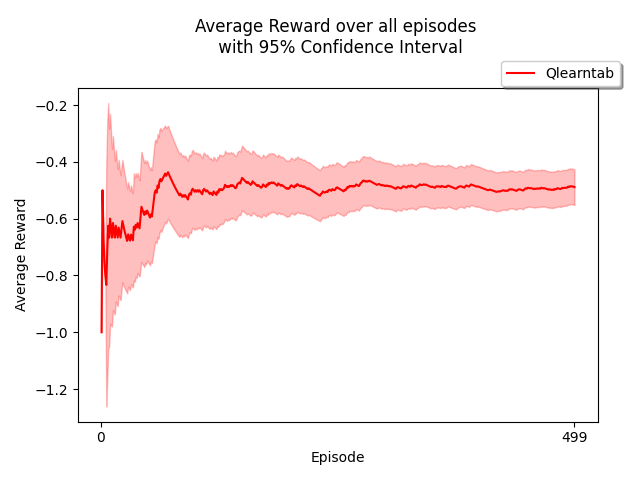 Average Reward over all episodes
with 95% Confidence Interval
Qlearntab
−0.2
−0.4
−0.6
−0.8
−1.0
−1.2
Average Reward
0
499
Episode